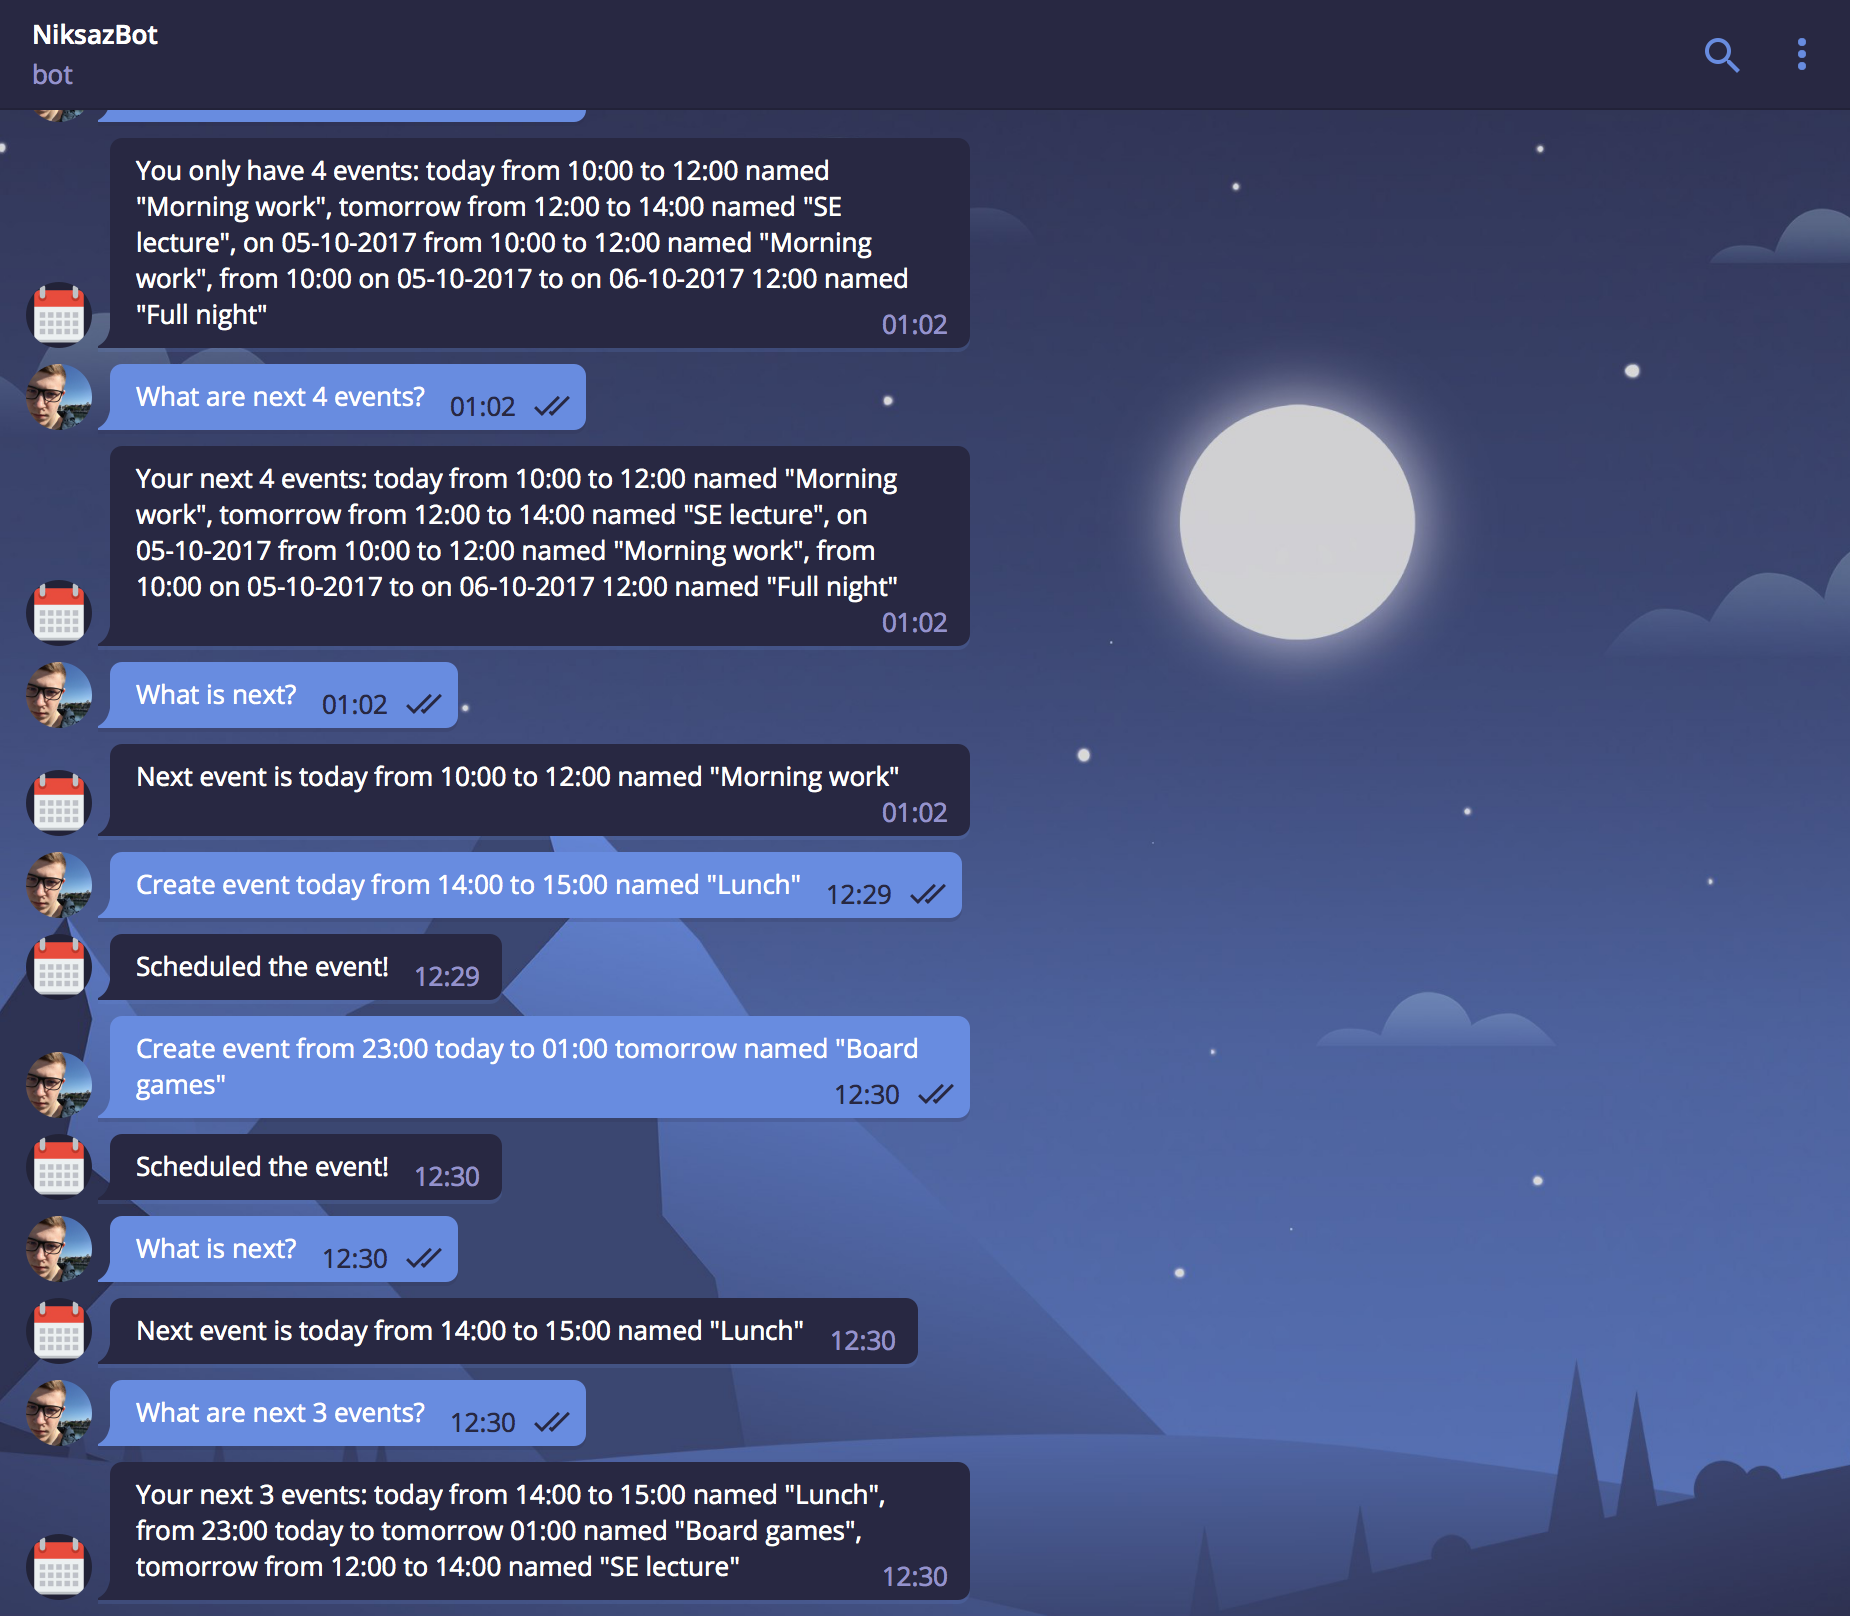 NiksazBot
bot
You only have 4 events: today from 10:00 to 12:00 named
"Morning work", tomorrow from 12:00 to 14:00 named "SE
lecture", on 05-10-2017 from 10:00 to 12:00 named "Morning
work", from 10:00 on 05-10-2017 to on 06-10-2017 12:00 named
"Full night"
01:02
What are next 4 events?
01:02
Your next 4 events: today from 10:00 to 12:00 named "Morning
work", tomorrow from 12:00 to 14:00 named "SE lecture", on
05-10-2017 from 10:00 to 12:00 named "Morning work", from
10:00 on 05-10-2017 to on 06-10-2017 12:00 named "Full night"
01:02
What is next?
01:02
Next event is today from 10:00 to 12:00 named "Morning work"
01:02
Create event today from 14:00 to 15:00 named "Lunch"
12:29
Scheduled the event!
12:29
Create event from 23:00 today to 01:00 tomorrow named "Board
games"
12:30
Scheduled the event!
12:30
What is next?
12:30
Next event is today from 14:00 to 15:00 named "Lunch"
12:30
What are next 3 events?
12:30
Your next 3 events: today from 14:00 to 15:00 named "Lunch",
from 23:00 today to tomorrow 01:00 named "Board games",
tomorrow from 12:00 to 14:00 named "SE lecture"
12:30